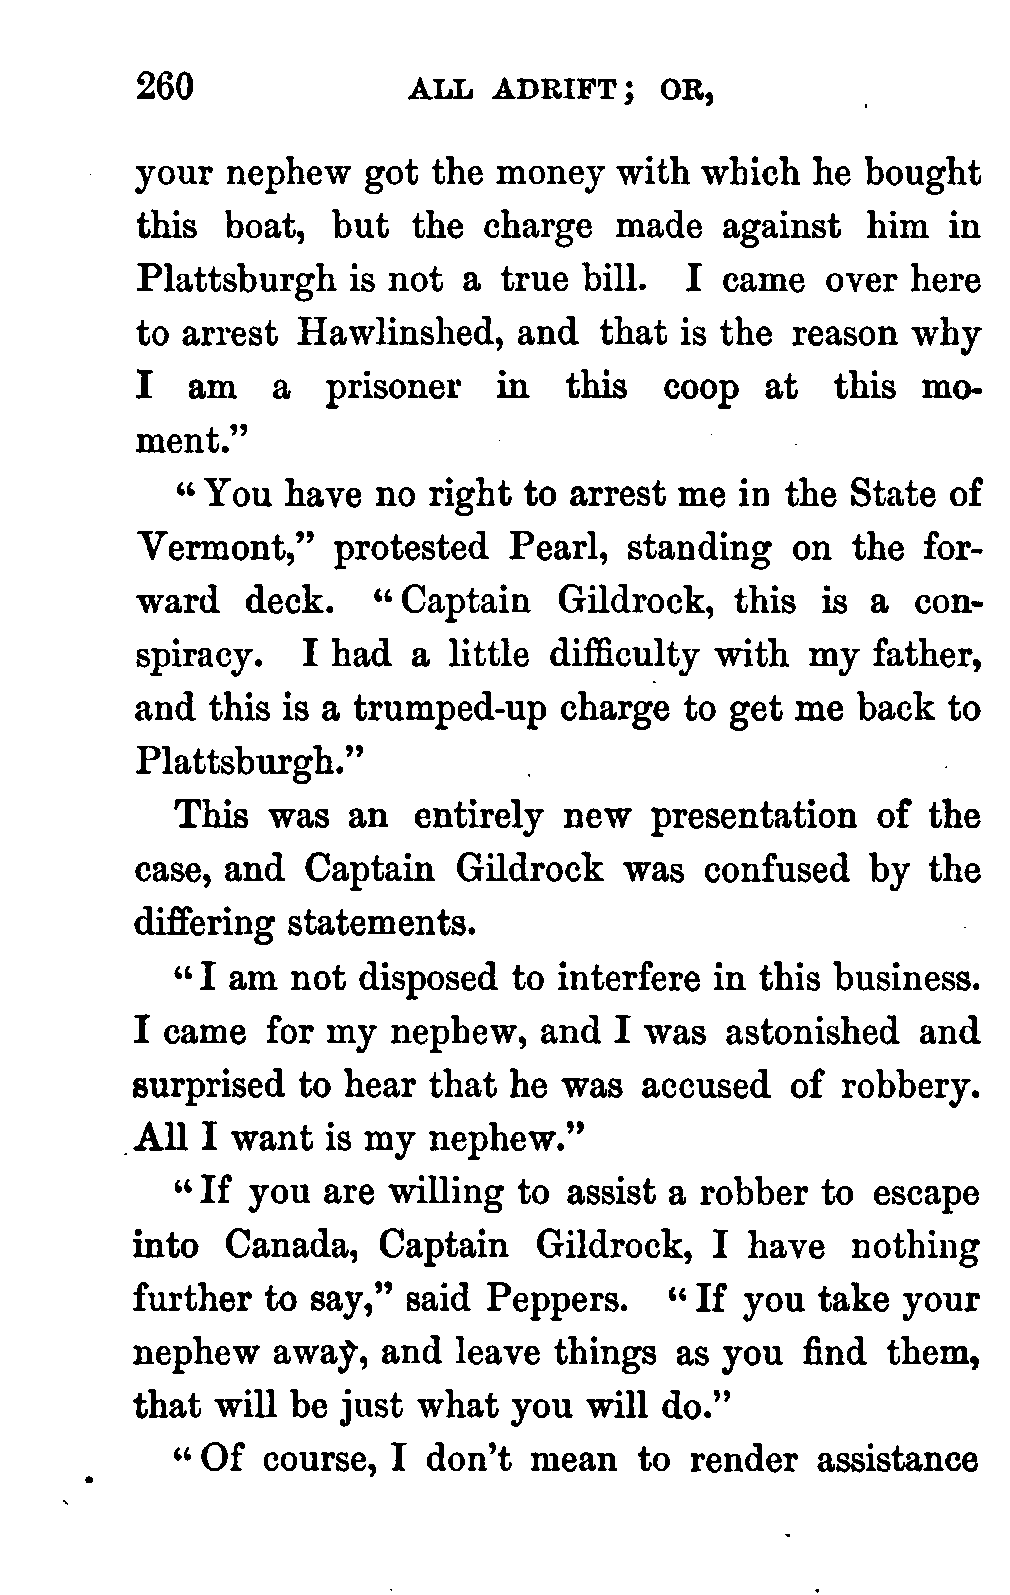 260 ALL ADRIFT; OR,
your nephew got the money with which he bought
this boat, but the charge made against him in
Plattsburgh is not a true bill. I came over here
to arrest Hawlinshed, and that is the reason why
I am a prisoner in this coop at this mo-
ment."
"You have no right to arrest me in the State of
Vermont," protested Pearl, standing on the for-
ward deck. "Captain Gildrock, this is a con-
spiracy. I had a little difficulty with my father,
and this is a trumped-up charge to get me back to
Plattsburgh."
This was an entirely new presentation of the
case, and Captain Gildrock was confused by the
differing statements.
"I am not disposed to interfere in this business.
I came for my nephew, and I was astonished and
surprised to hear that he was accused of robbery.
All I want is my nephew."
"If you are willing to assist a robber to escape
into Canada, Captain Gildrock, I have nothing
further to say," said Peppers. "If you take your
nephew away, and leave things as you find them,
that will be just what you will do."
"Of course, I don't mean to render assistance